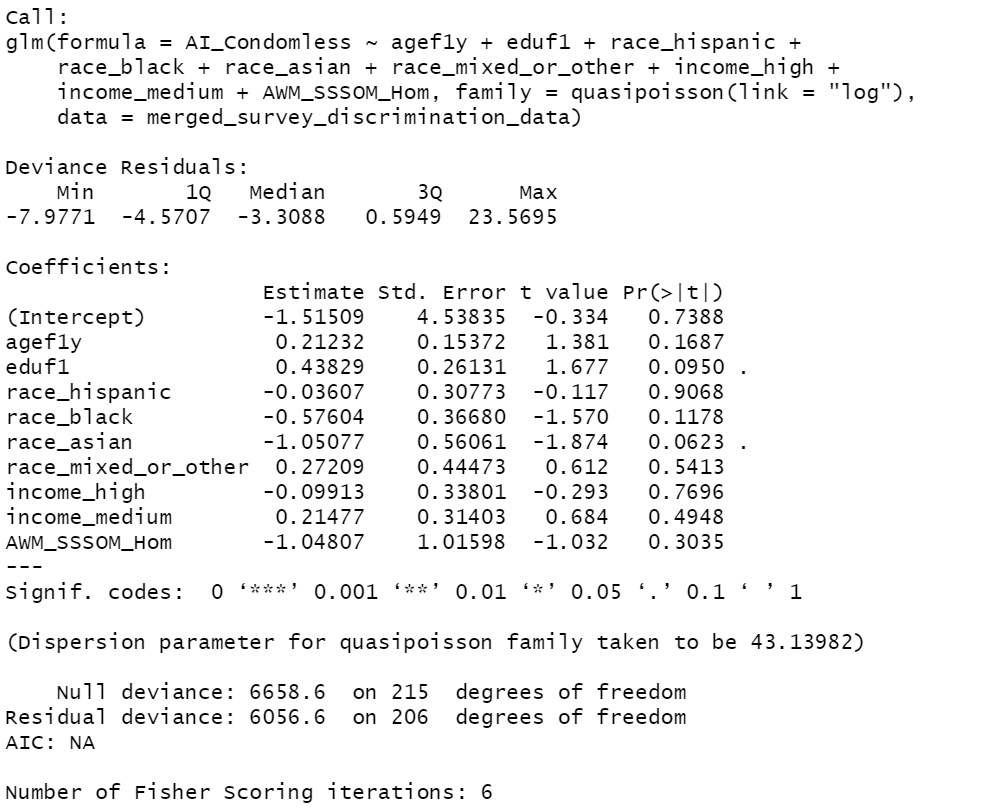 Call:
glm(formula = AI_Condomless ~ agef1y + eduf1 + race_hispanic +
    race_black + race_asian + race_mixed_or_other + income_high +
    income_medium + AWM_SSSOM_Hom, family = quasipoisson(link = "log"),
    data = merged_survey_discrimination_data)

Deviance Residuals:
    Min       1Q   Median       3Q      Max
-7.9771  -4.5707  -3.3088   0.5949  23.5695

Coefficients:
                    Estimate Std. Error t value Pr(>|t|)
(Intercept)         -1.51509    4.53835  -0.334   0.7388
agef1y               0.21232    0.15372   1.381   0.1687
eduf1                0.43829    0.26131   1.677   0.0950 .
race_hispanic       -0.03607    0.30773  -0.117   0.9068
race_black          -0.57604    0.36680  -1.570   0.1178
race_asian          -1.05077    0.56061  -1.874   0.0623 .
race_mixed_or_other  0.27209    0.44473   0.612   0.5413
income_high         -0.09913    0.33801  -0.293   0.7696
income_medium        0.21477    0.31403   0.684   0.4948
AWM_SSSOM_Hom       -1.04807    1.01598  -1.032   0.3035
---
Signif. codes:  0 ‘***’ 0.001 ‘**’ 0.01 ‘*’ 0.05 ‘.’ 0.1 ‘ ’ 1

(Dispersion parameter for quasipoisson family taken to be 43.13982)

    Null deviance: 6658.6  on 215  degrees of freedom
Residual deviance: 6056.6  on 206  degrees of freedom
AIC: NA

Number of Fisher Scoring iterations: 6